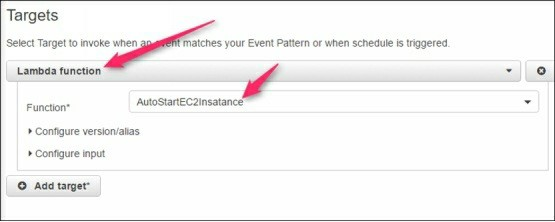 Targets
Select Target to invoke when an event matches your Event Pattern or when schedule is triggered.
Lambda function
Function* AutoStartEC2Insatance
Configure version/alias
Configure input
Add target*